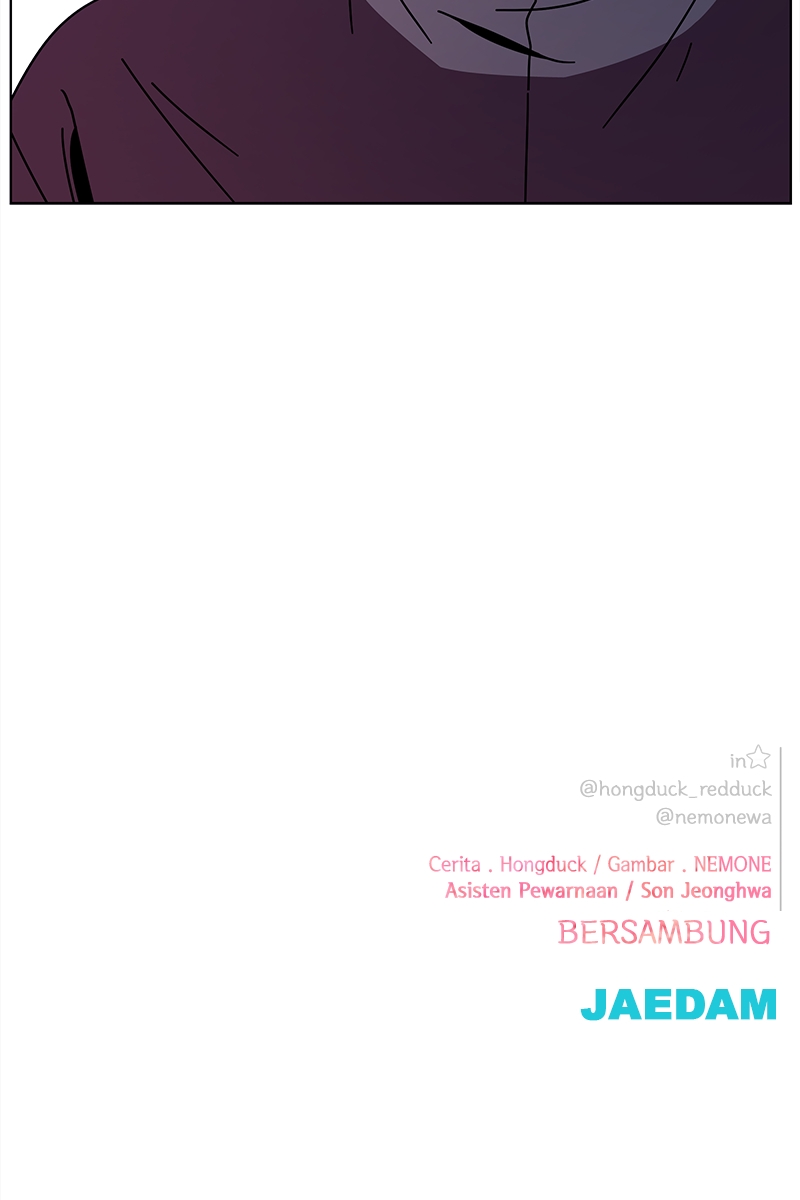 in☆
@hongduck_redduck
@nemonewa
Cerita . Hongduck / Gambar . NEMONE
Asisten Pewarnaan / Son Jeonghwa
BERSAMBUNG
JAEDAM